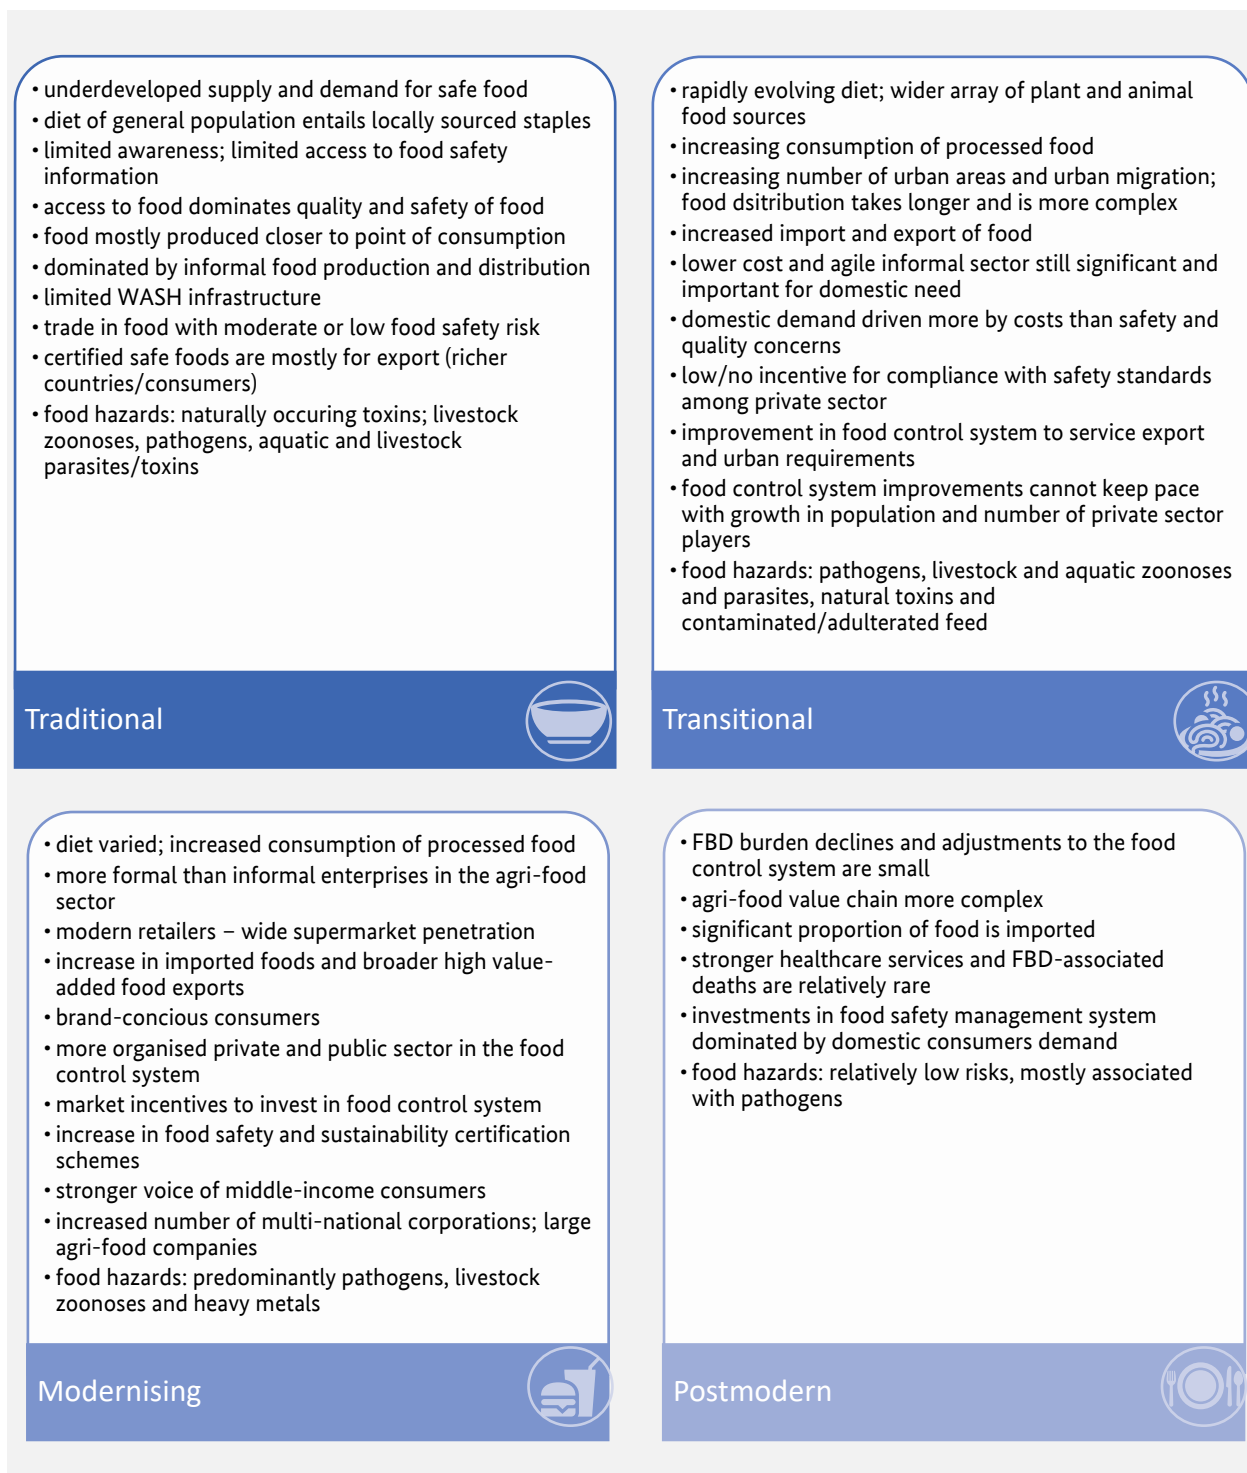 • underdeveloped supply and demand for safe food
• diet of general population entails locally sourced staples
• limited awareness; limited access to food safety
information
• access to food dominates quality and safety of food
• food mostly produced closer to point of consumption
• dominated by informal food production and distribution
• limited WASH infrastructure
• trade in food with moderate or low food safety risk
• certified safe foods are mostly for export (richer
countries/consumers)
• food hazards: naturally occuring toxins; livestock
zoonoses, pathogens, aquatic and livestock
parasites/toxins
Traditional
• rapidly evolving diet; wider array of plant and animal
food sources
• increasing consumption of processed food
• increasing number of urban areas and urban migration;
food dsitribution takes longer and is more complex
• increased import and export of food
• lower cost and agile informal sector still significant and
important for domestic need
• domestic demand driven more by costs than safety and
quality concerns
• low/no incentive for compliance with safety standards
among private sector
• improvement in food control system to service export
and urban requirements
• food control system improvements cannot keep pace
with growth in population and number of private sector
players
• food hazards: pathogens, livestock and aquatic zoonoses
and parasites, natural toxins and
contaminated/adulterated feed
Transitional
• diet varied; increased consumption of processed food
• more formal than informal enterprises in the agri-food
sector
• modern retailers – wide supermarket penetration
• increase in imported foods and broader high value-
added food exports
• brand-concious consumers
• more organised private and public sector in the food
control system
• market incentives to invest in food control system
• increase in food safety and sustainability certification
schemes
• stronger voice of middle-income consumers
• increased number of multi-national corporations; large
agri-food companies
• food hazards: predominantly pathogens, livestock
zoonoses and heavy metals
Modernising
• FBD burden declines and adjustments to the food
control system are small
• agri-food value chain more complex
• significant proportion of food is imported
• stronger healthcare services and FBD-associated
deaths are relatively rare
• investments in food safety management system
dominated by domestic consumers demand
• food hazards: relatively low risks, mostly associated
with pathogens
Postmodern